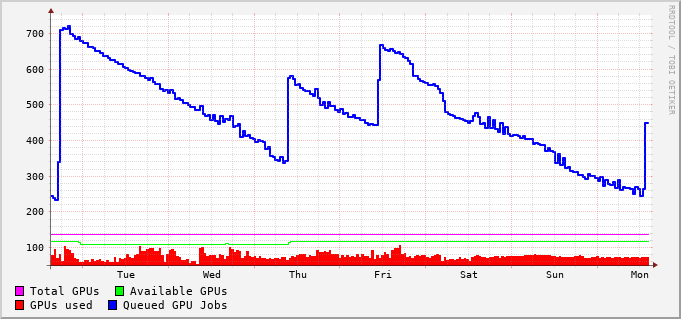 700
600
500
400
300
200
100
Tue Wed Thu Fri Sat Sun Mon
Total GPUs Available GPUs
GPUs used Queued GPU Jobs
RRDTOOL / TOBI OETIKER